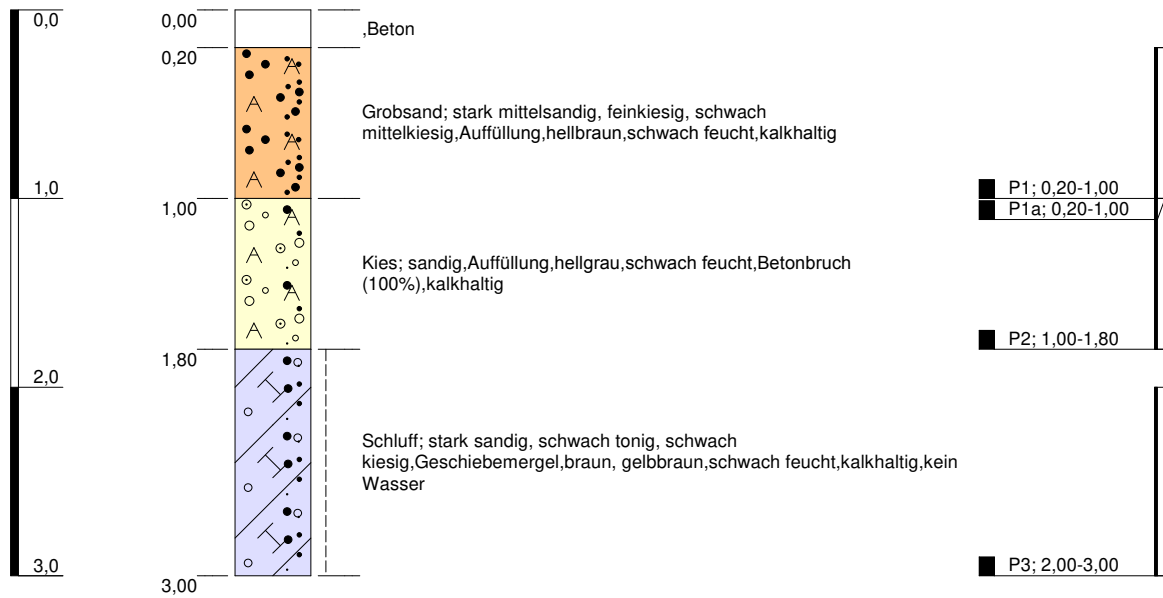 0,0
0,00
,Beton
0,20
Grobsand; stark mittelsandig, feinkiesig, schwach
mittelkiesig,Auffüllung,hellbraun,schwach feucht,kalkhaltig
1,0
1,00
P1; 0,20-1,00
P1a; 0,20-1,00
Kies; sandig,Auffüllung,hellgrau,schwach feucht,Betonbruch
(100%),kalkhaltig
1,80
P2; 1,00-1,80
2,0
Schluff; stark sandig, schwach tonig, schwach
kiesig,Geschiebemergel,braun, gelbbraun,schwach feucht,kalkhaltig,kein
Wasser
3,0
3,00
P3; 2,00-3,00